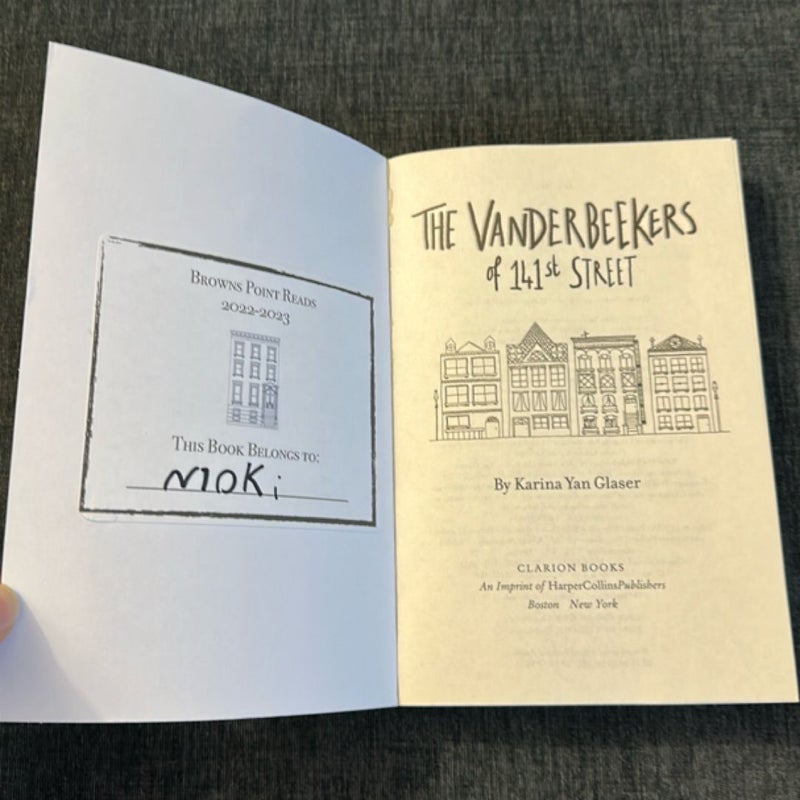 BROWNS POINT READS
2022-2023
THIS BOOK BELONGS TO:
MOKi
THE VANDERBEEKERS
of 141st STREET
By Karina Yan Glaser
CLARION BOOKS
An Imprint of HarperCollinsPublishers
Boston New York